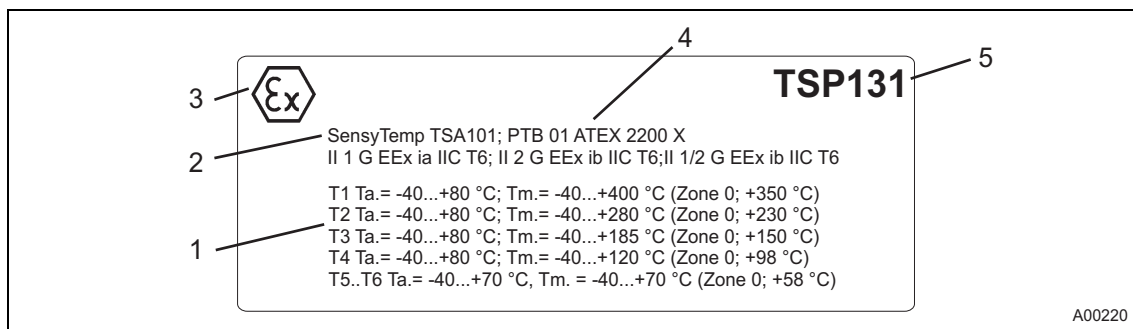 4
5
TSP131
3
Ex
SensyTemp TSA101; PTB 01 ATEX 2200 X
2
II 1 G EEx ia IIC T6; II 2 G EEx ib IIC T6;II 1/2 G EEx ib IIC T6
T1 Ta.= -40...+80 °C; Tm.= -40...+400 °C (Zone 0; +350 °C)
T2 Ta.= -40...+80 °C; Tm.= -40...+280 °C (Zone 0; +230 °C)
1
T3 Ta.= -40...+80 °C; Tm.= -40...+185 °C (Zone 0; +150 °C)
T4 Ta.= -40...+80 °C; Tm.= -40...+120 °C (Zone 0; +98 °C)
T5..T6 Ta.= -40...+70 °C, Tm. = -40...+70 °C (Zone 0; +58 °C)
A00220